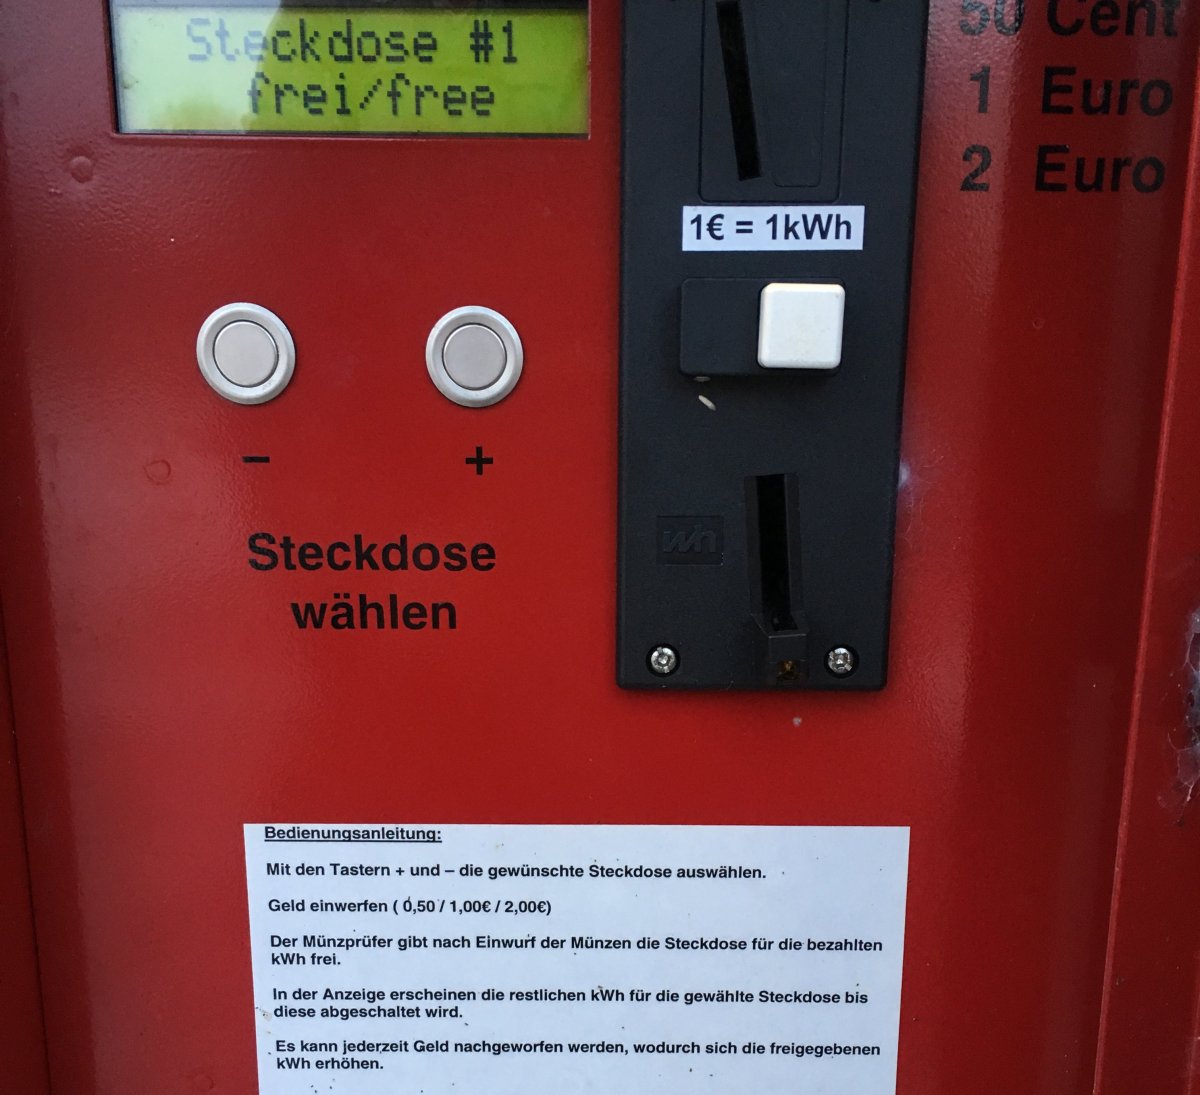 Steckdose #1
frei/free
50 Cent
1 Euro
2 Euro
1€ = 1kWh
- +
Steckdose
wählen
wh
Bedienungsanleitung:
Mit den Tastern + und – die gewünschte Steckdose auswählen.
Geld einwerfen ( 0,50 / 1,00€ / 2,00€)
Der Münzprüfer gibt nach Einwurf der Münzen die Steckdose für die bezahlten
kWh frei.
In der Anzeige erscheinen die restlichen kWh für die gewählte Steckdose bis
diese abgeschaltet wird.
Es kann jederzeit Geld nachgeworfen werden, wodurch sich die freigegebenen
kWh erhöhen.